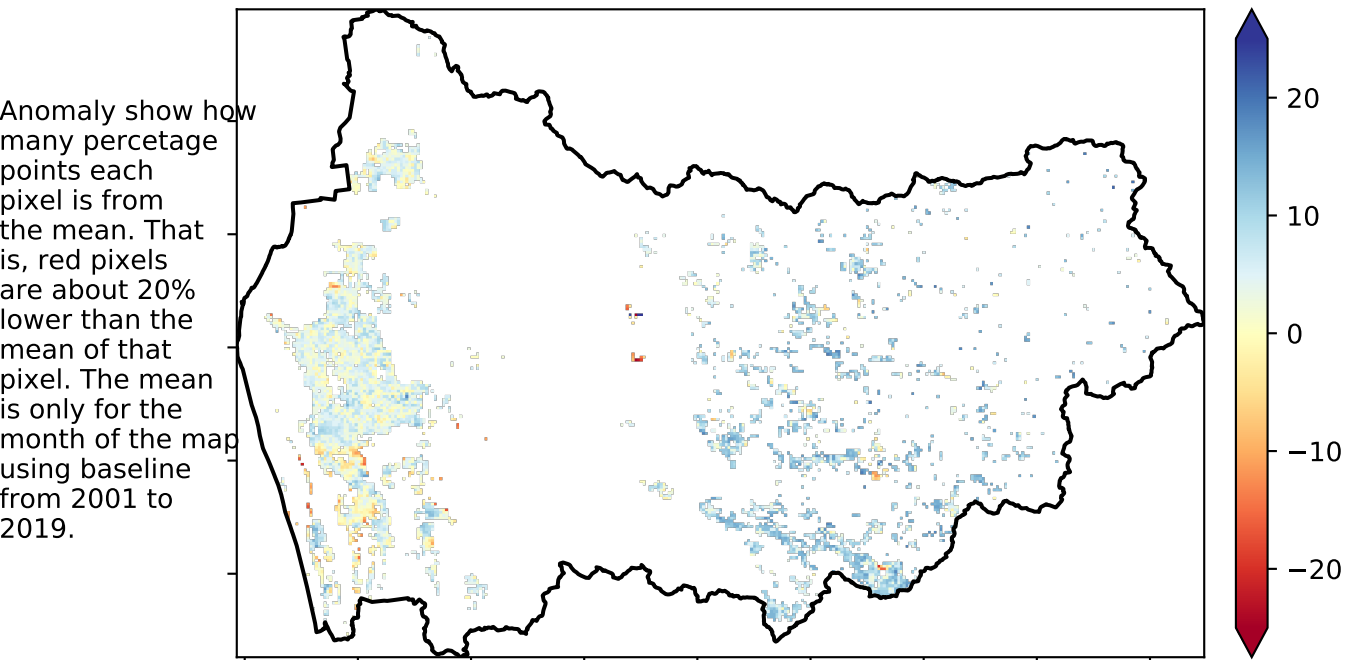 Anomaly show how
many percetage
points each
pixel is from
the mean. That
is, red pixels
are about 20%
lower than the
mean of that
pixel. The mean
is only for the
month of the map
using baseline
from 2001 to
2019.
20
10
0
−10
−20